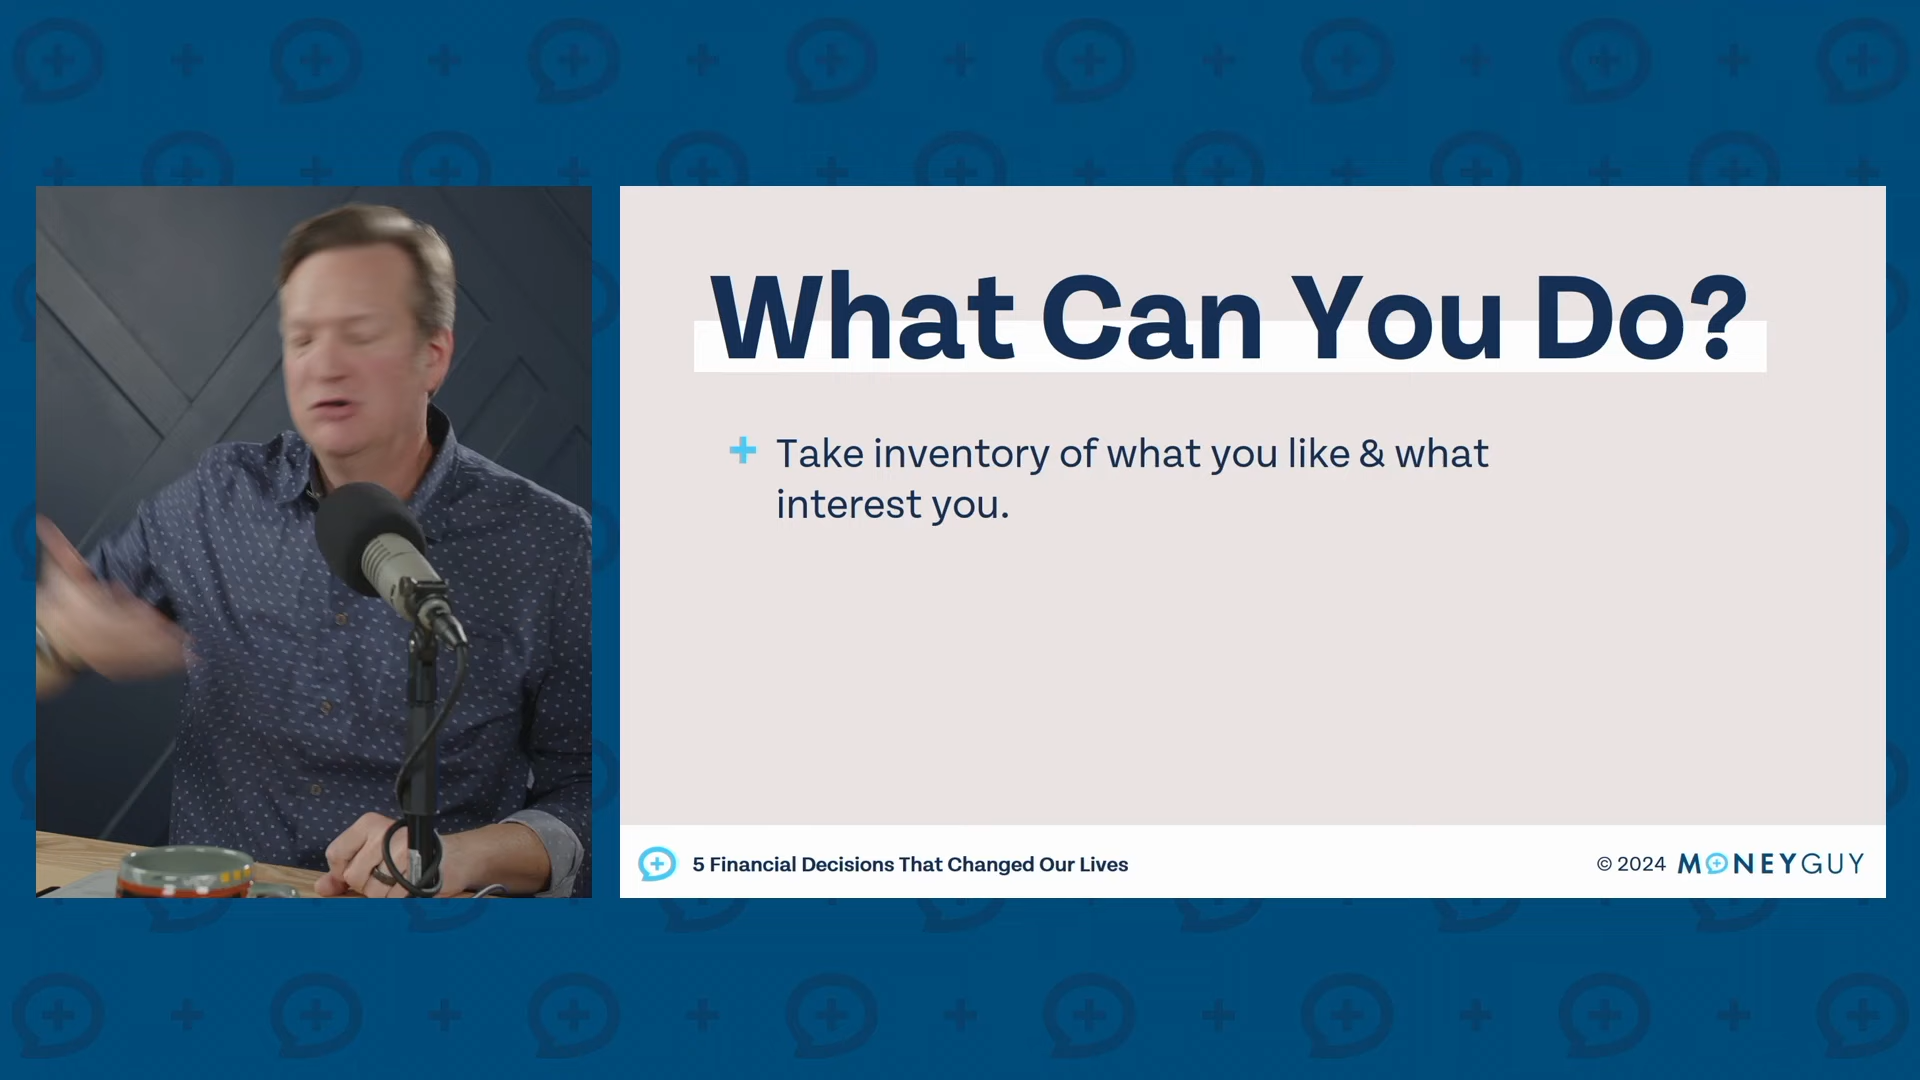 What Can You Do?
Take inventory of what you like & what
interest you.
5 Financial Decisions That Changed Our Lives
© 2024 MONEYGUY